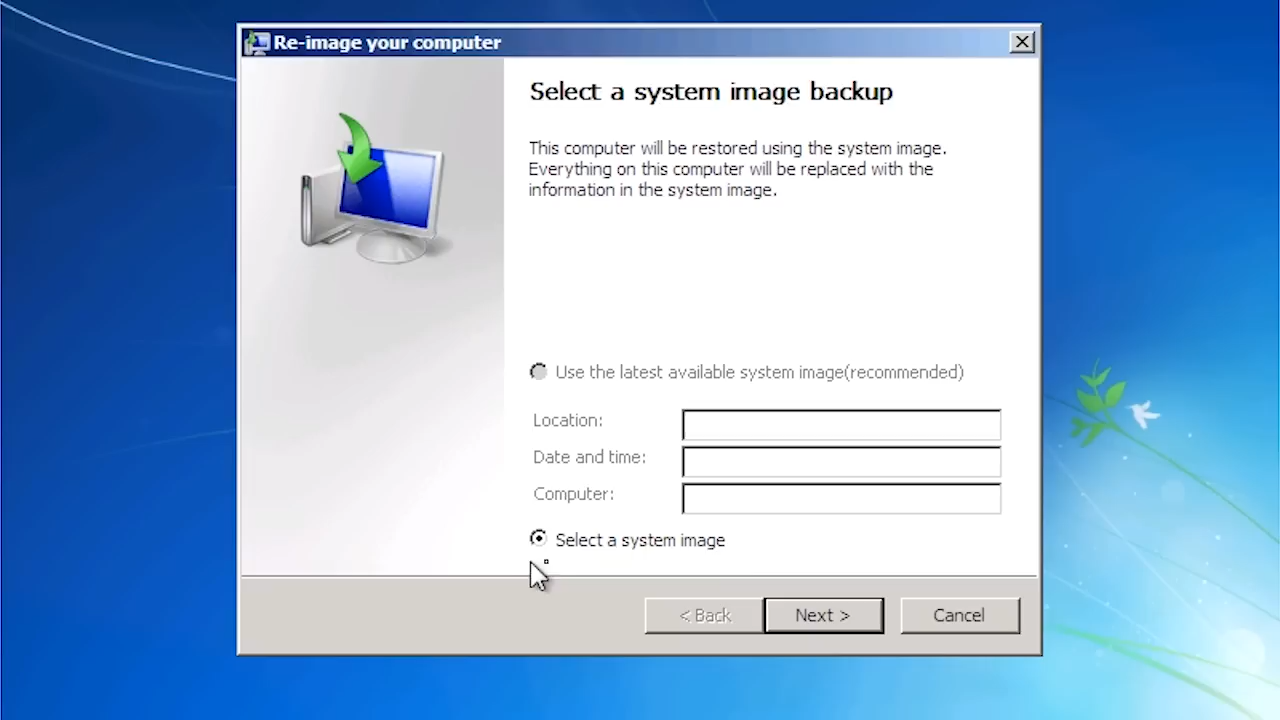 Re-image your computer
Select a system image backup
This computer will be restored using the system image.
Everything on this computer will be replaced with the
information in the system image.
Use the latest available system image(recommended)
Location:
Date and time:
Computer:
Select a system image
< Back
Next >
Cancel